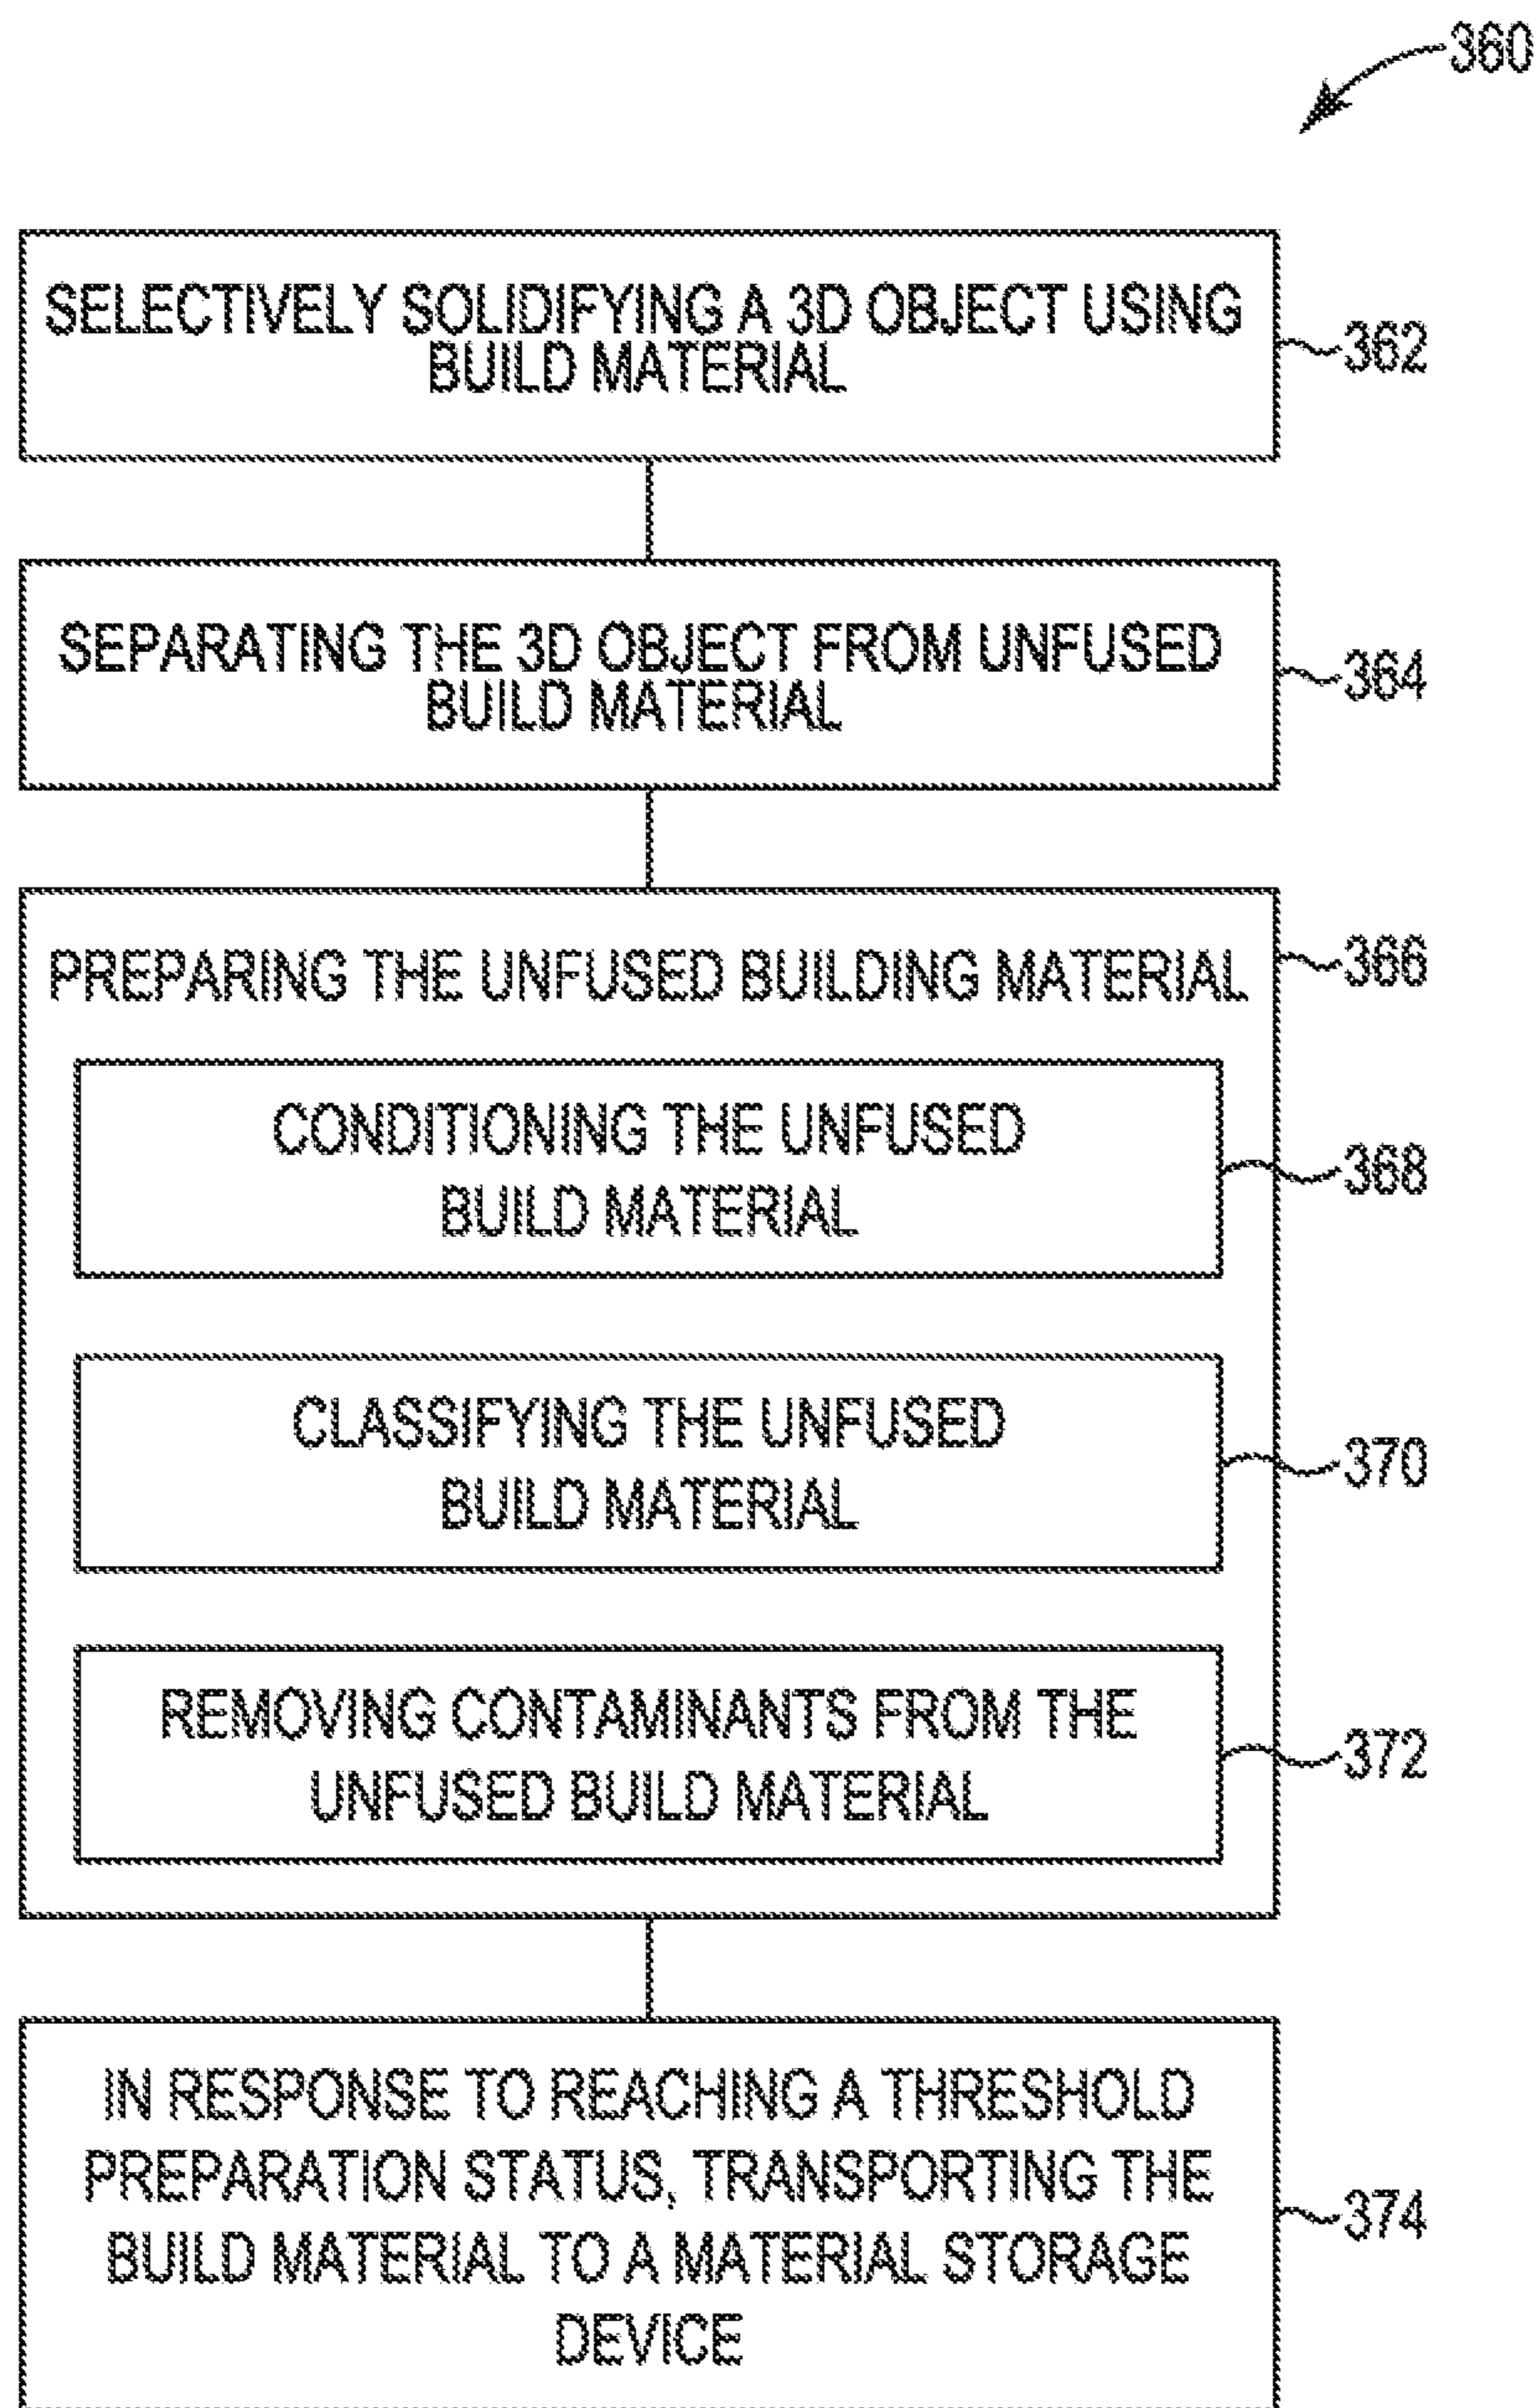 360
SELECTIVELY SOLIDIFYING A 3D OBJECT USING
BUILD MATERIAL
362
SEPARATING THE 3D OBJECT FROM UNFUSED
BUILD MATERIAL
364
PREPARING THE UNFUSED BUILDING MATERIAL
366
CONDITIONING THE UNFUSED
BUILD MATERIAL
368
CLASSIFYING THE UNFUSED
BUILD MATERIAL
370
REMOVING CONTAMINANTS FROM THE
UNFUSED BUILD MATERIAL
372
IN RESPONSE TO REACHING A THRESHOLD
PREPARATION STATUS, TRANSPORTING THE
BUILD MATERIAL TO A MATERIAL STORAGE
DEVICE
374